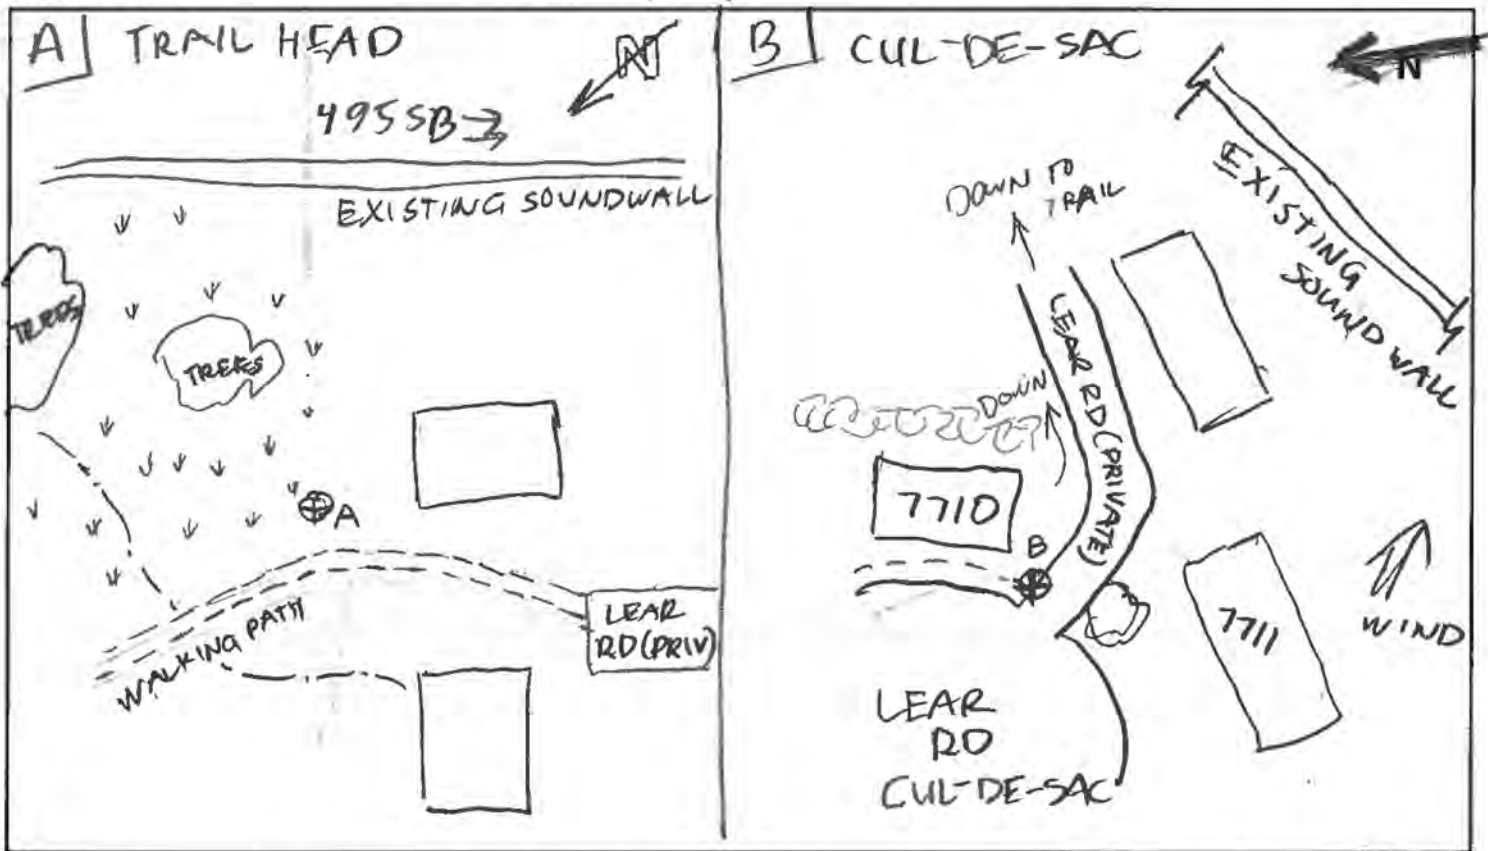 A TRAIL HEAD
N
495 SB
EXISTING SOUNDWALL
TREES
TREES
A
WALKING PATH
LEAR
RD (PRIV)
B CUL-DE-SAC
N
EXISTING
SOUND WALL
DOWN TO
TRAIL
LEAR RD (PRIVATE)
DOWN
7710
B
7711
WIND
LEAR
RD
CUL-DE-SAC